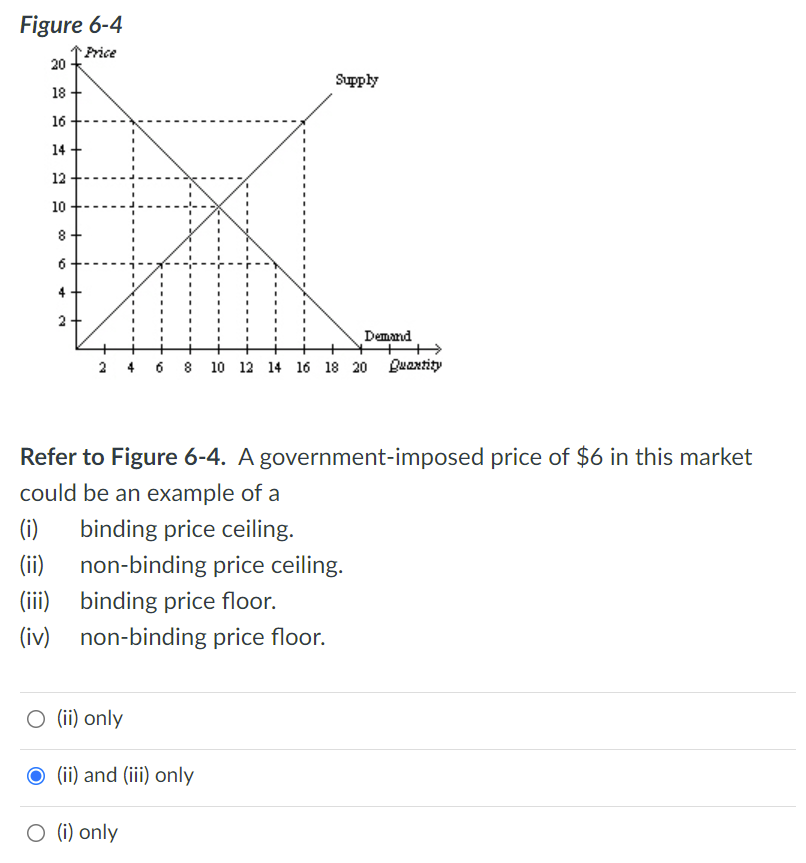 Figure 6-4
Price
20
Supply
18
16
14
12
10
8
6
4
2
Demand
2 4 6 8 10 12 14 16 18 20 Quantity
Refer to Figure 6-4. A government-imposed price of $6 in this market
could be an example of a
(i) binding price ceiling.
(ii) non-binding price ceiling.
(iii) binding price floor.
(iv) non-binding price floor.
(ii) only
(ii) and (iii) only
(i) only